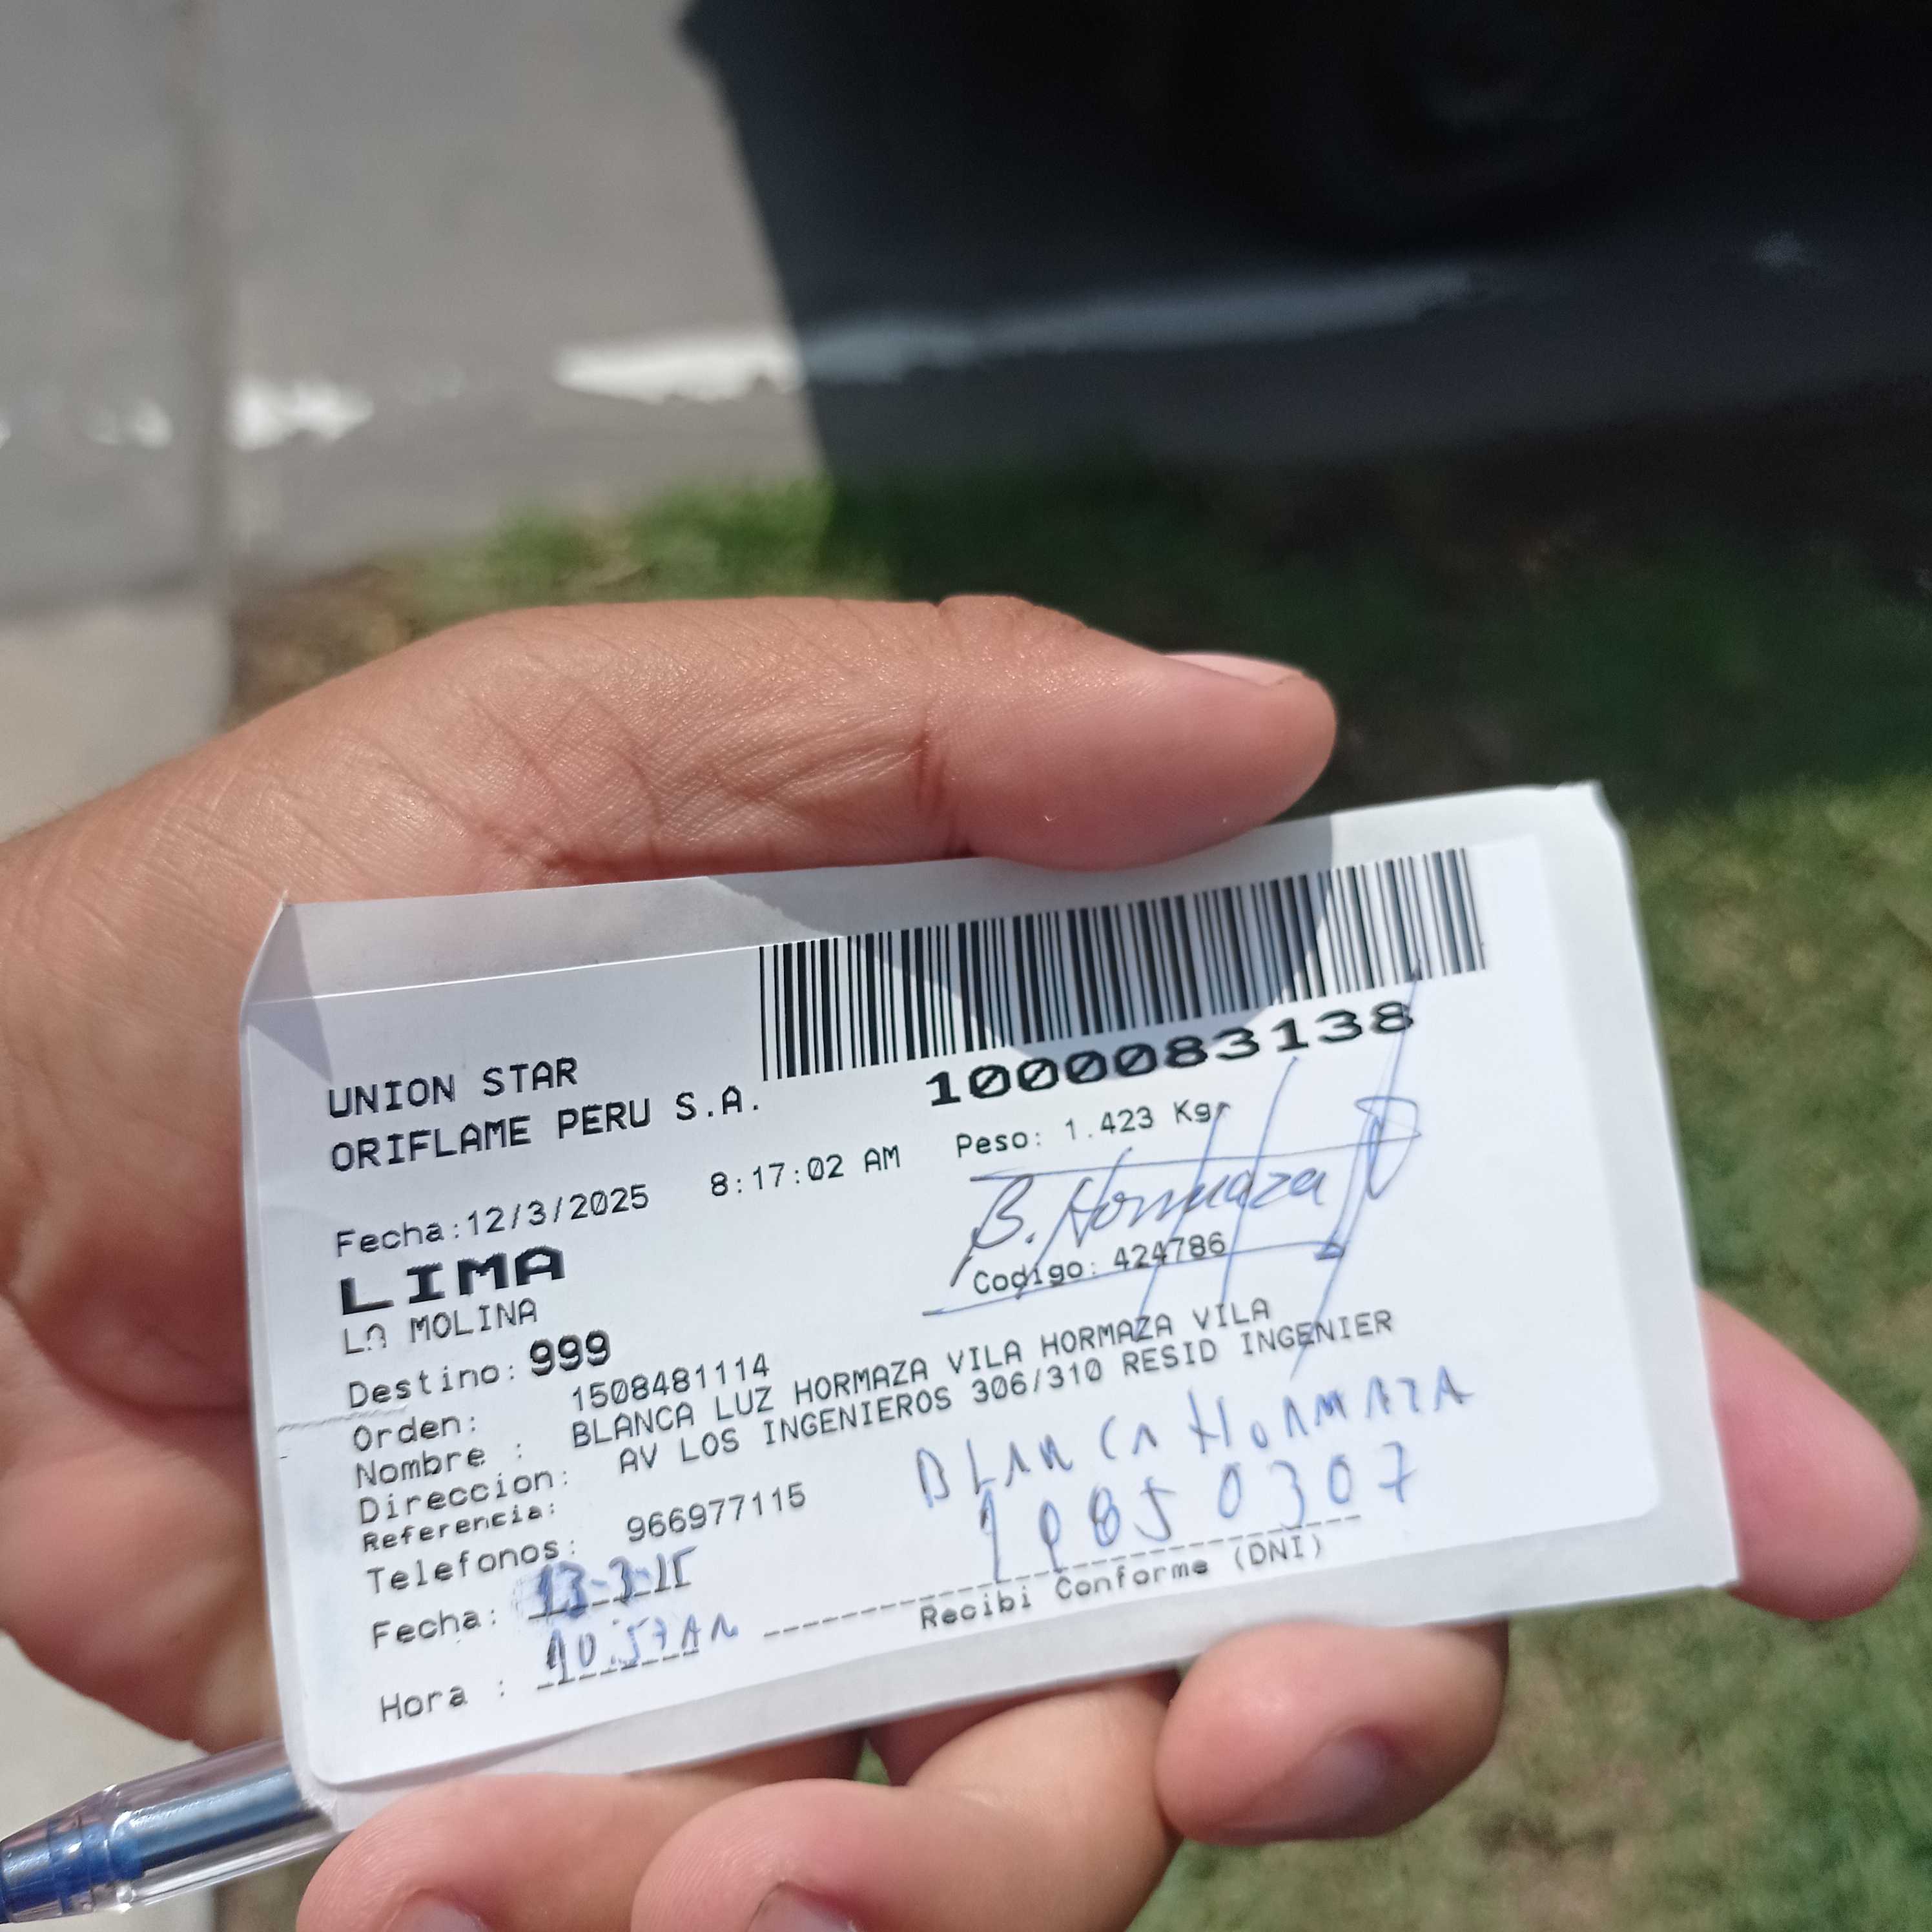 1000083138
UNION STAR
ORIFLAME PERU S.A.
Fecha:12/3/2025 8:17:02 AM Peso: 1.423 Kgr
B. Hormaza
LIMA
Codigo: 424786
LA MOLINA
Destino: 999
Orden: 1508481114
Nombre : BLANCA LUZ HORMAZA VILA HORMAZA VILA
Direccion: AV LOS INGENIEROS 306/310 RESID INGENIER
Referencia:
BLANCA HORMAZA
Telefonos: 966977115
Fecha: 13-3-25
Hora : 10:57AM
Recibi Conforme (DNI)